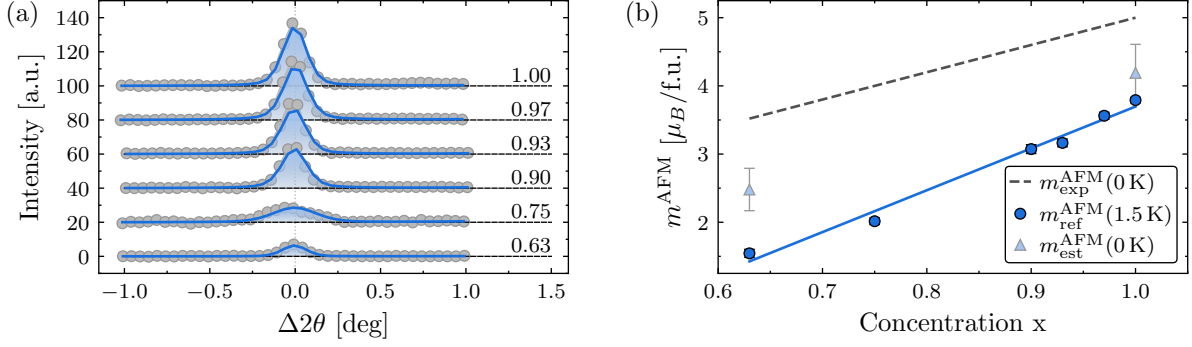 (a)
140
120
100
80
60
40
20
0
Intensity [a.u.]
1.00
0.97
0.93
0.90
0.75
0.63
−1.0 −0.5 0.0 0.5 1.0 1.5
Δ2θ [deg]
(b)
5
4
3
2
m^AFM [μ_B/f.u.]
m_exp^AFM(0 K)
m_ref^AFM(1.5 K)
m_est^AFM(0 K)
0.6 0.7 0.8 0.9 1.0
Concentration x